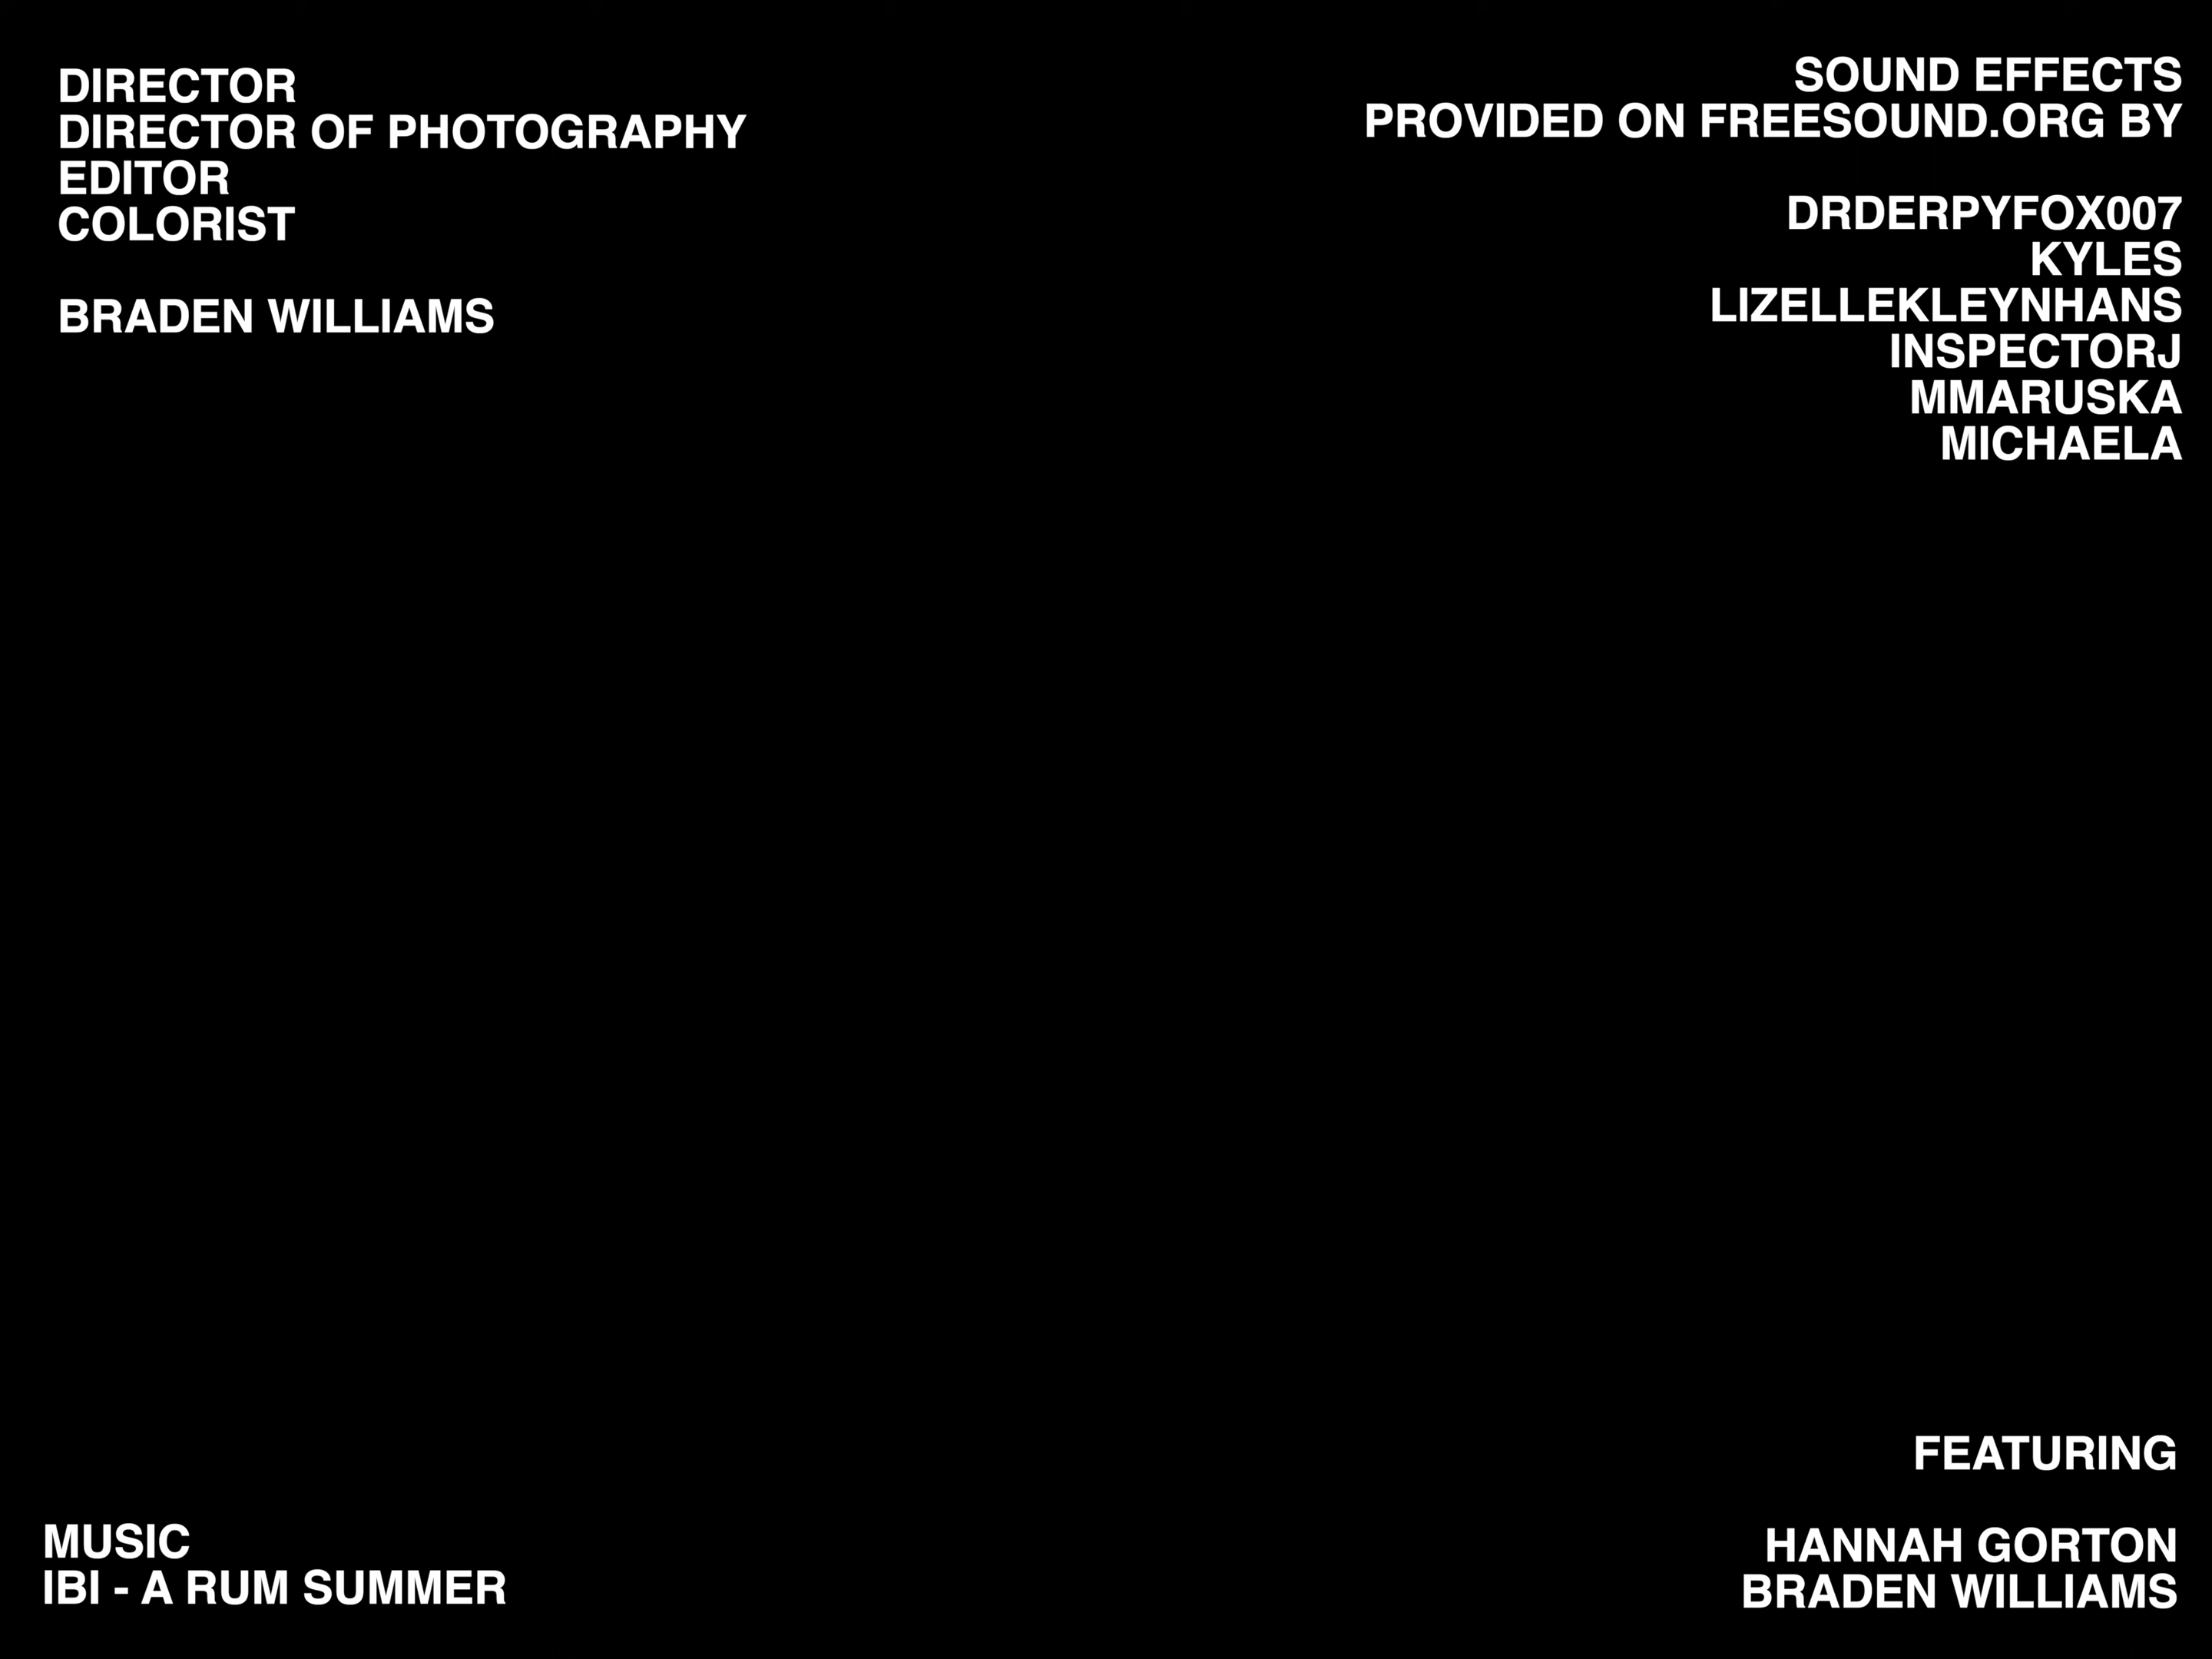 DIRECTOR
DIRECTOR OF PHOTOGRAPHY
EDITOR
COLORIST
BRADEN WILLIAMS
SOUND EFFECTS
PROVIDED ON FREESOUND.ORG BY
DRDERPYFOX007
KYLES
LIZELLEKLEYNHANS
INSPECTORJ
MMARUSKA
MICHAELA
MUSIC
IBI - A RUM SUMMER
FEATURING
HANNAH GORTON
BRADEN WILLIAMS